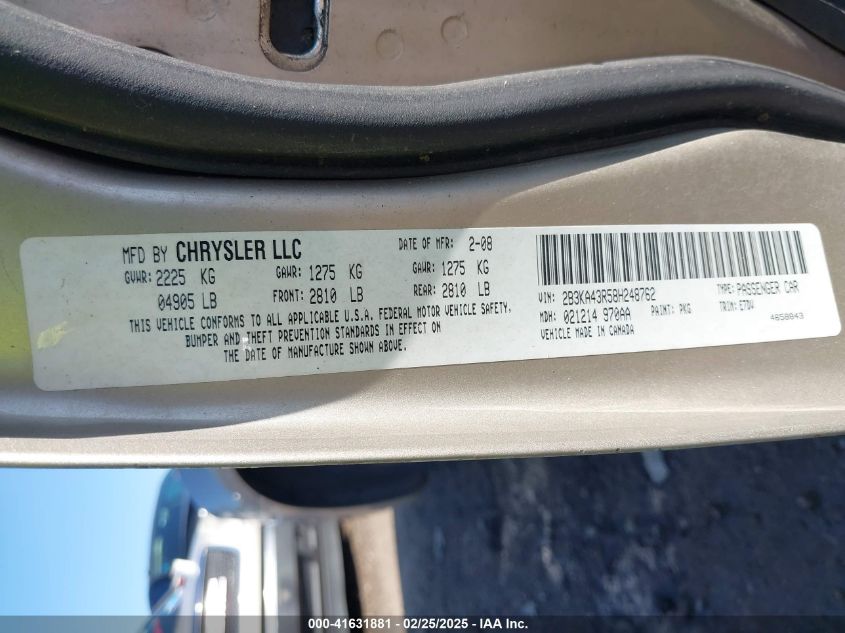 MFD BY CHRYSLER LLC DATE OF MFR: 2-08
GVWR: 2225 KG GAWR: 1275 KG GAWR: 1275 KG
04905 LB FRONT: 2810 LB REAR: 2810 LB
THIS VEHICLE CONFORMS TO ALL APPLICABLE U.S.A. FEDERAL MOTOR VEHICLE SAFETY,
BUMPER AND THEFT PREVENTION STANDARDS IN EFFECT ON
THE DATE OF MANUFACTURE SHOWN ABOVE.
VIN: 2B3KA43R58H248762 TYPE: PASSENGER CAR
MDH: 021214 970AA PAINT: PKG TRIM: E7DV
VEHICLE MADE IN CANADA 4658843
000-41631881 - 02/25/2025 - IAA Inc.